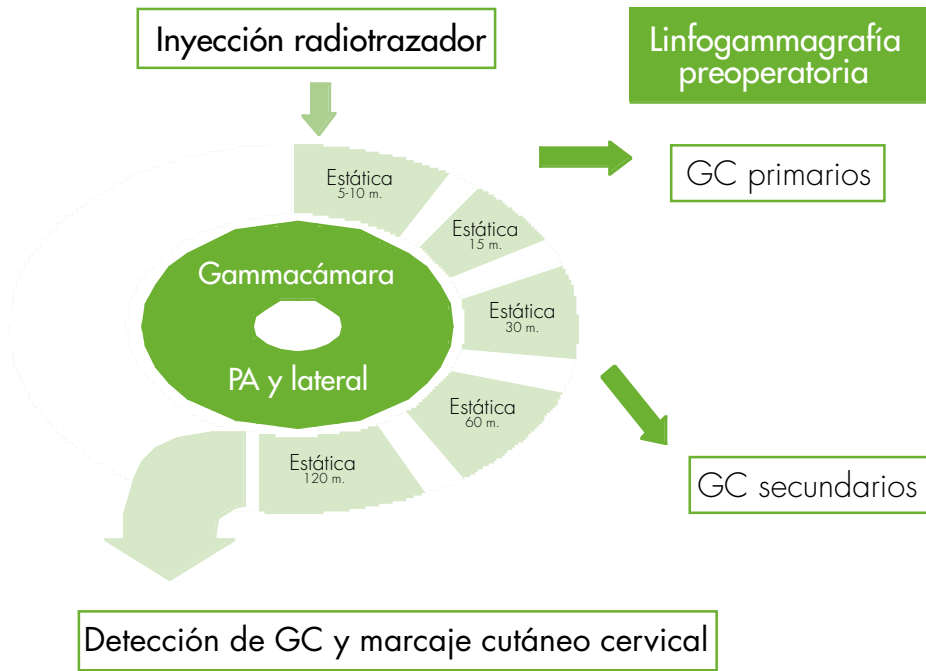 Inyección radiotrazador
Linfogammagrafía
preoperatoria
GC primarios
Estática
5-10 m.
Estática
15 m.
Estática
30 m.
Estática
60 m.
Estática
120 m.
Gammacámara
PA y lateral
GC secundarios
Detección de GC y marcaje cutáneo cervical